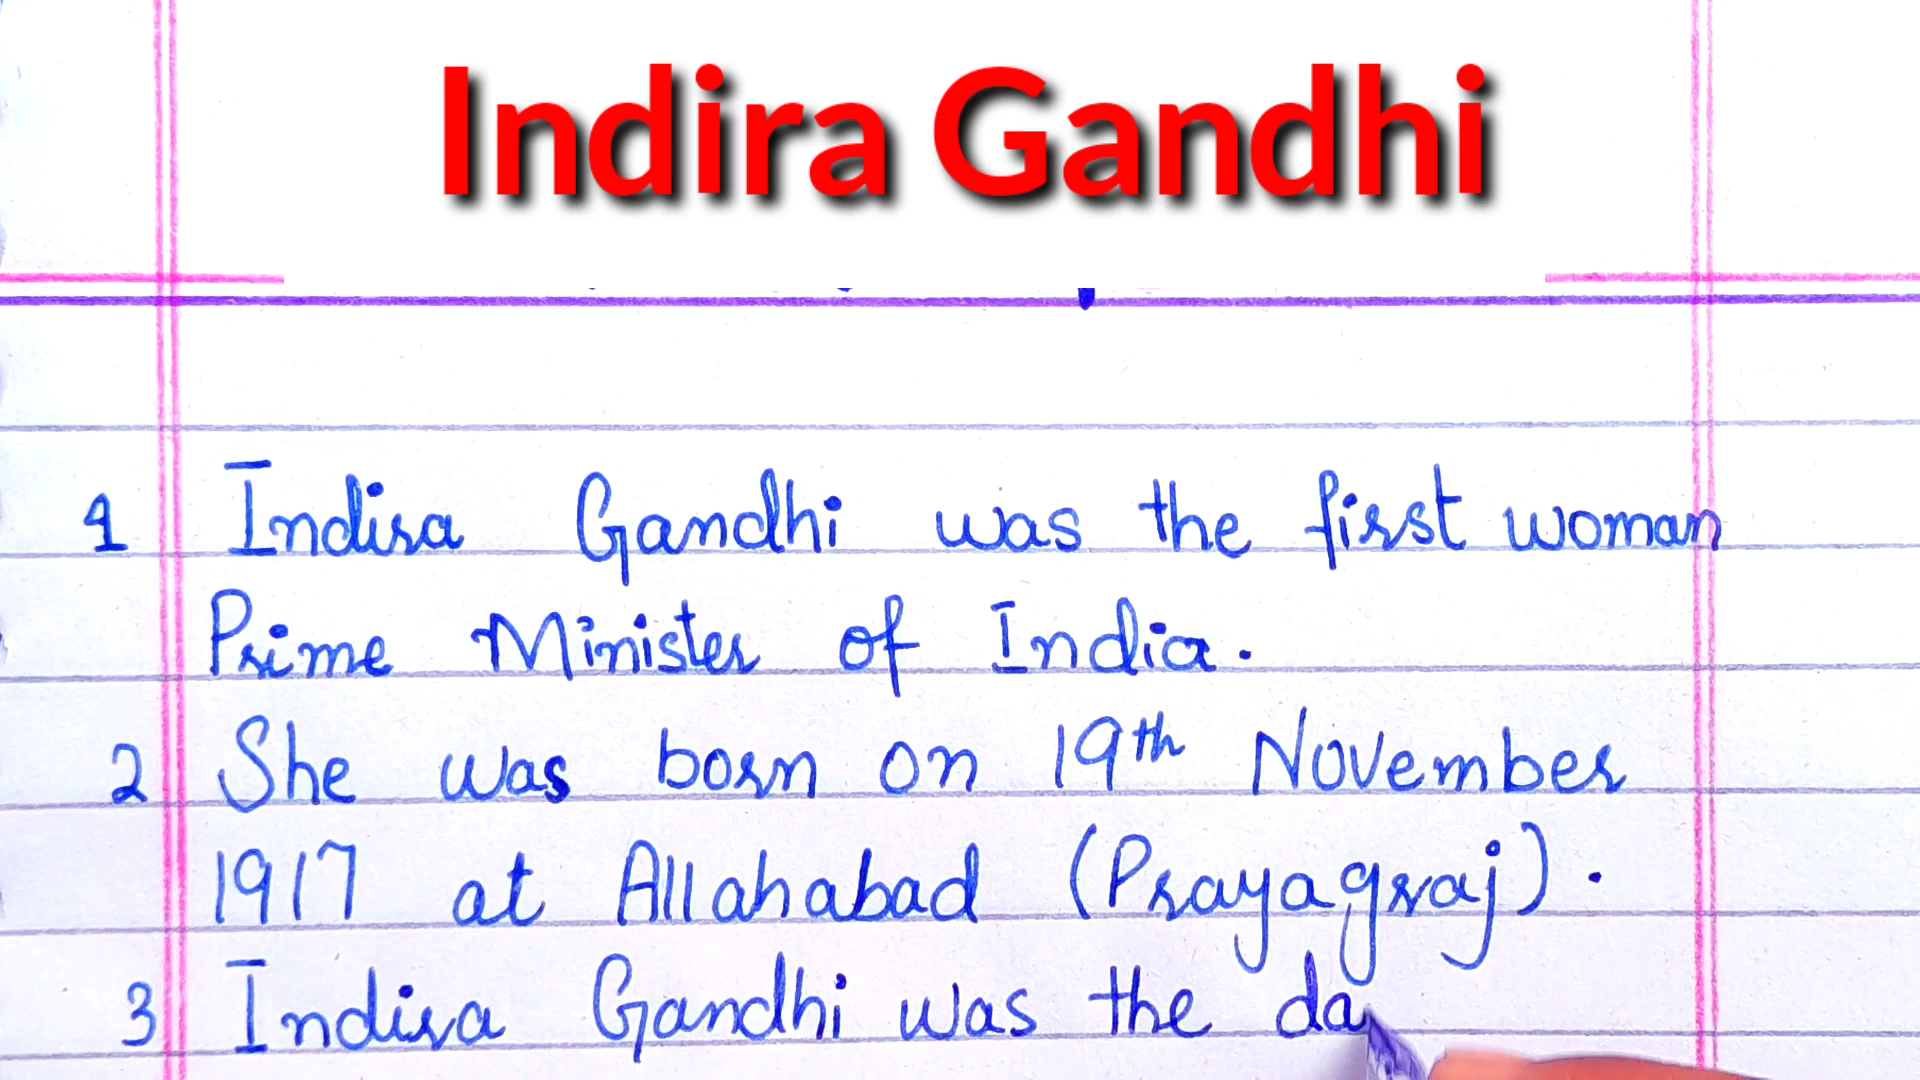 Indira Gandhi
1 Indira Gandhi was the first woman
Prime Minister of India.
2 She was born on 19th November
1917 at Allahabad (Prayagraj).
3 Indira Gandhi was the da